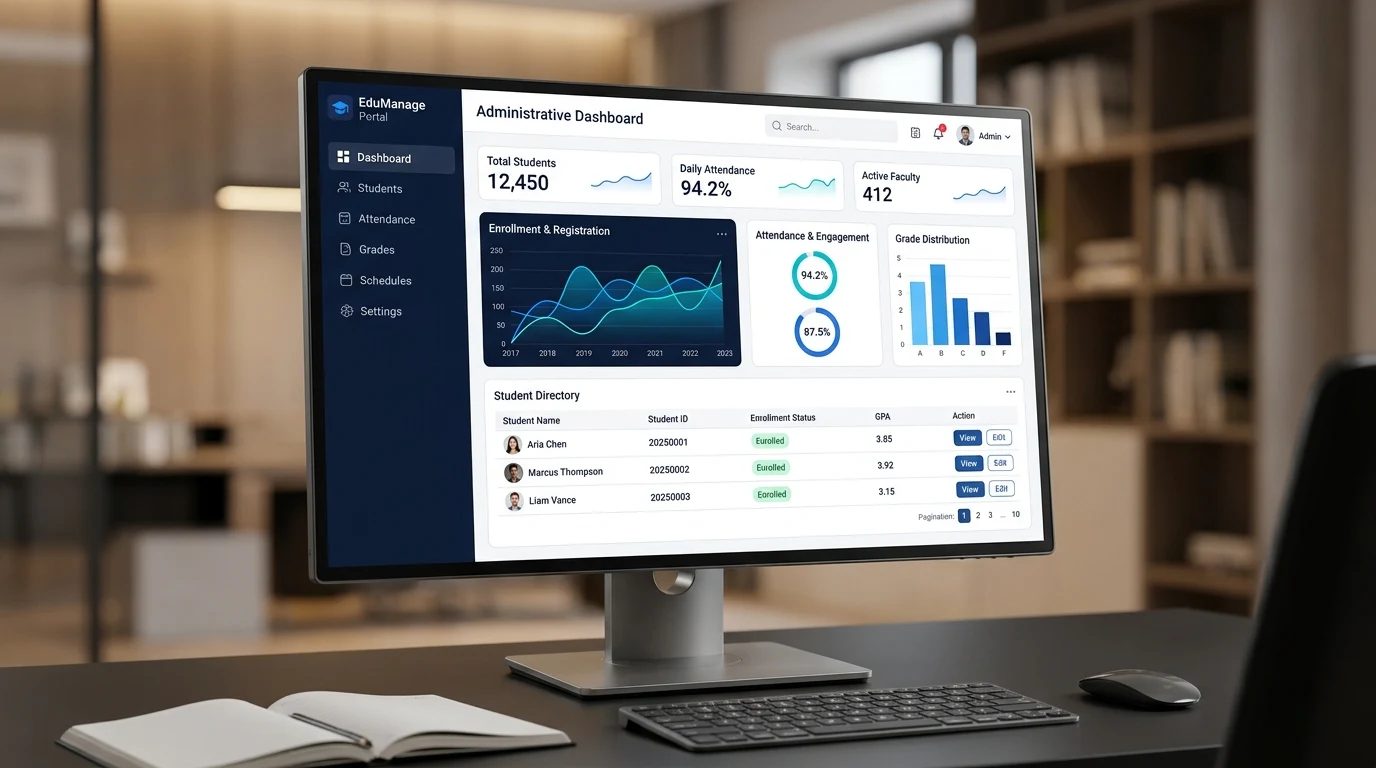 EduManage
Portal
Dashboard
Students
Attendance
Grades
Schedules
Settings
Administrative Dashboard
Search...
Admin
Total Students
12,450
Daily Attendance
94.2%
Active Faculty
412
Enrollment & Registration
250
200
150
100
50
0
2017 2018 2019 2020 2021 2022 2023
Attendance & Engagement
94.2%
87.5%
Grade Distribution
5
4
3
2
1
0
A B C D F
Student Directory
Student Name Student ID Enrollment Status GPA Action
Aria Chen 20250001 Eurolled 3.85 View
Marcus Thompson 20250002 Eurolled 3.92 View
Liam Vance 20250003 Earolled 3.15 View
Pagination: 1 2 3 ... 10